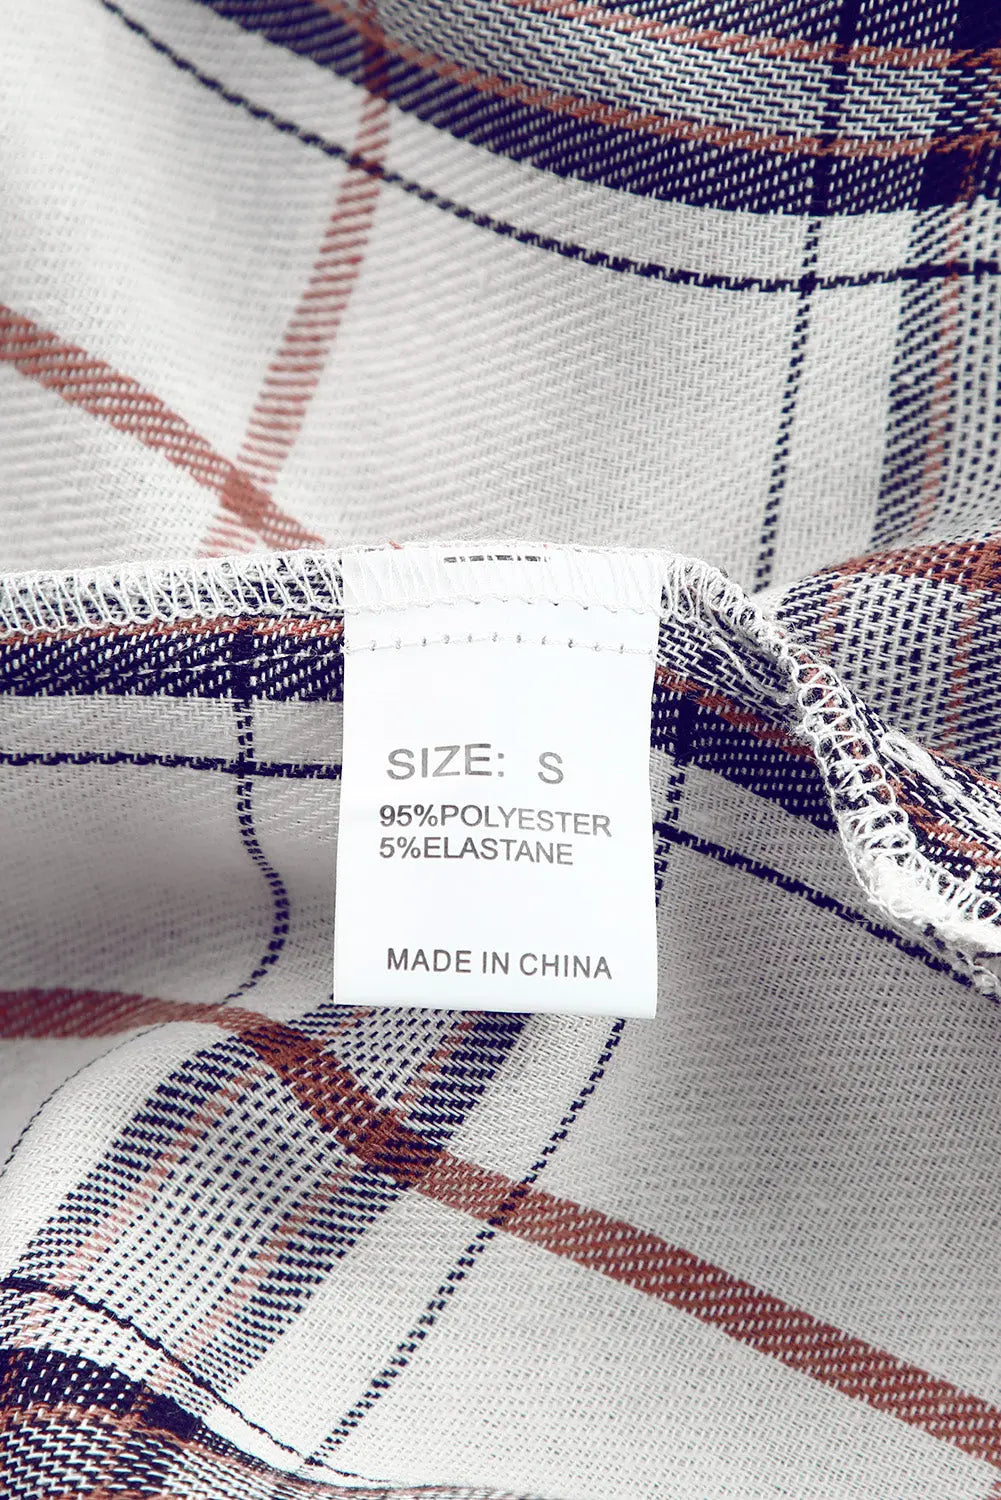 SIZE: S
95%POLYESTER
5%ELASTANE
MADE IN CHINA